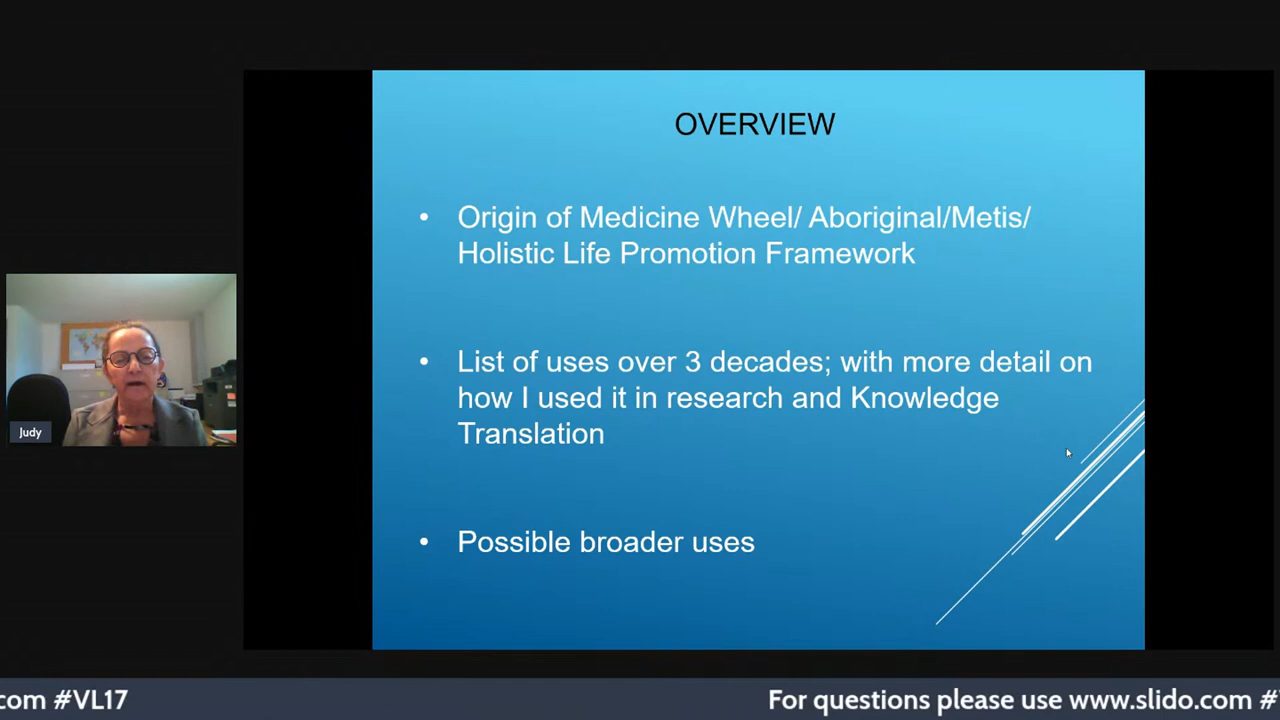 OVERVIEW
• Origin of Medicine Wheel/ Aboriginal/Metis/
Holistic Life Promotion Framework
• List of uses over 3 decades; with more detail on
how I used it in research and Knowledge
Translation
• Possible broader uses
Judy
.com #VL17
For questions please use www.slido.com #